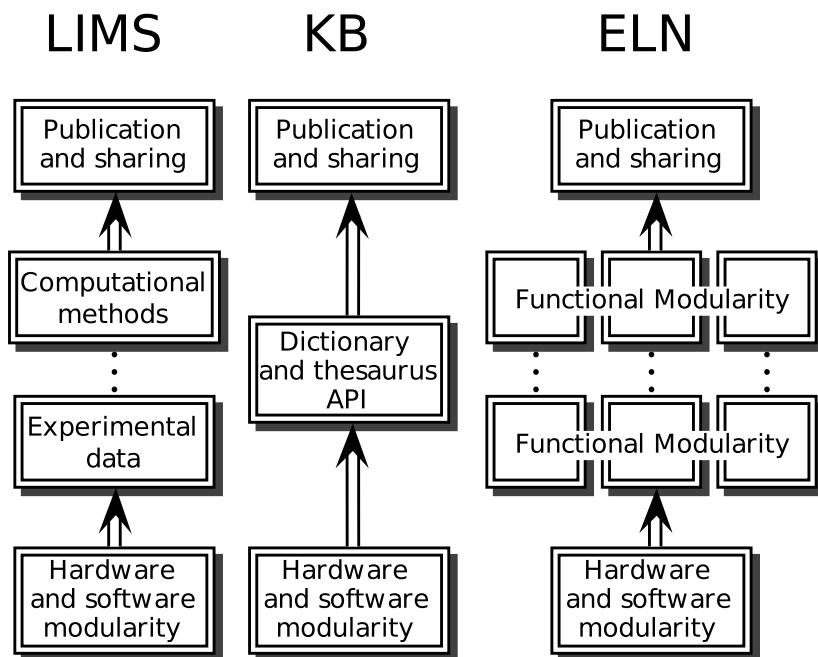 LIMS
KB
ELN
Publication
and sharing
Publication
and sharing
Publication
and sharing
Computational
methods
Functional Modularity
Dictionary
and thesaurus
API
Experimental
data
Functional Modularity
Hardware
and software
modularity
Hardware
and software
modularity
Hardware
and software
modularity